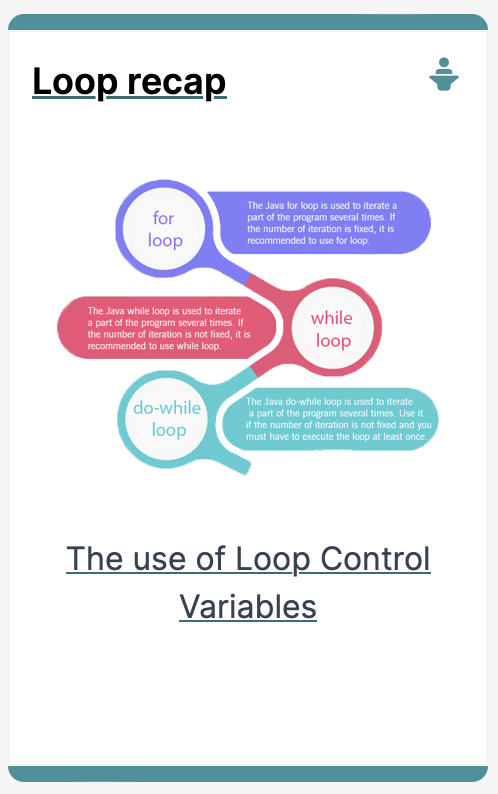 Loop recap
for
loop
The Java for loop is used to iterate a
part of the program several times. If
the number of iteration is fixed, it is
recommended to use for loop.
The Java while loop is used to iterate
a part of the program several times. If
the number of iteration is not fixed, it is
recommended to use while loop.
while
loop
do-while
loop
The Java do-while loop is used to iterate
a part of the program several times. Use it
if the number of iteration is not fixed and you
must have to execute the loop at least once.
The use of Loop Control
Variables